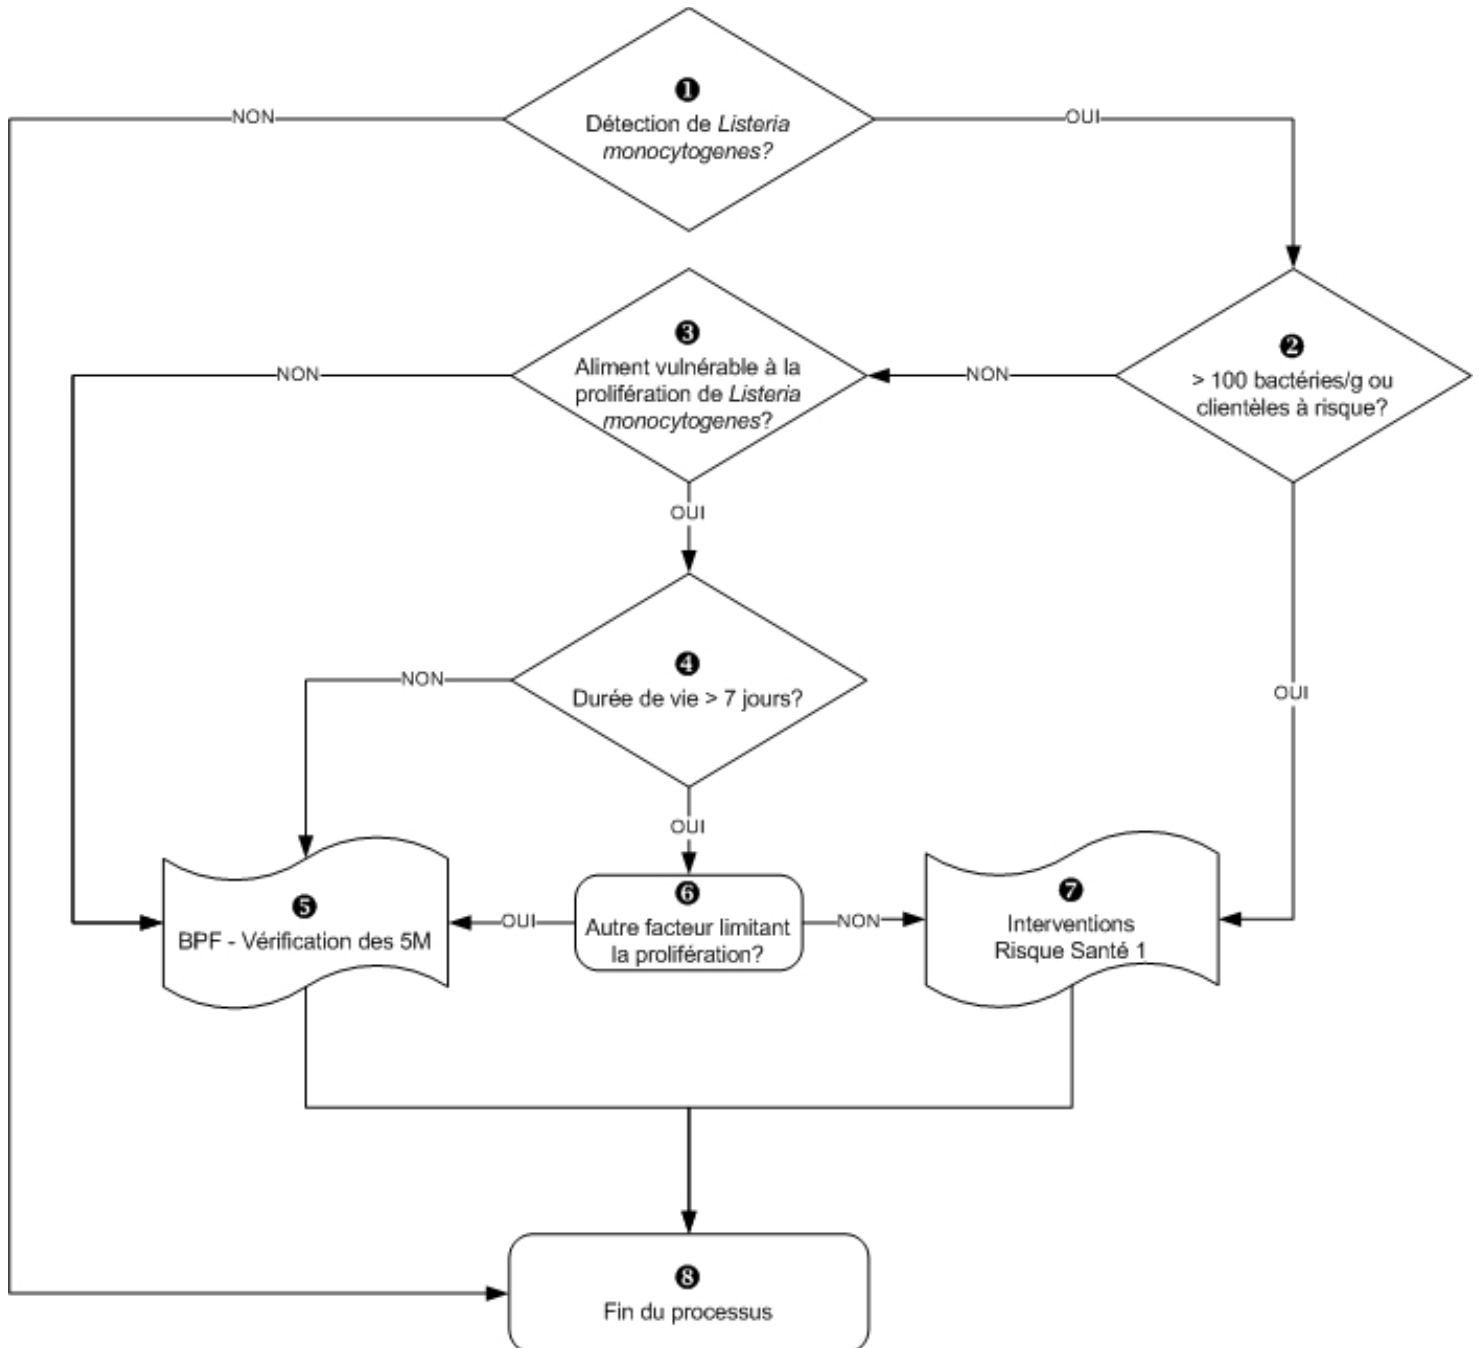 ❶
Détection de Listeria
monocytogenes?
NON
OUI
❷
> 100 bactéries/g ou
clientèles à risque?
NON
OUI
❸
Aliment vulnérable à la
prolifération de Listeria
monocytogenes?
NON
OUI
❹
Durée de vie > 7 jours?
NON
OUI
❺
BPF - Vérification des 5M
❻
Autre facteur limitant
la prolifération?
OUI
NON
❼
Interventions
Risque Santé 1
❽
Fin du processus